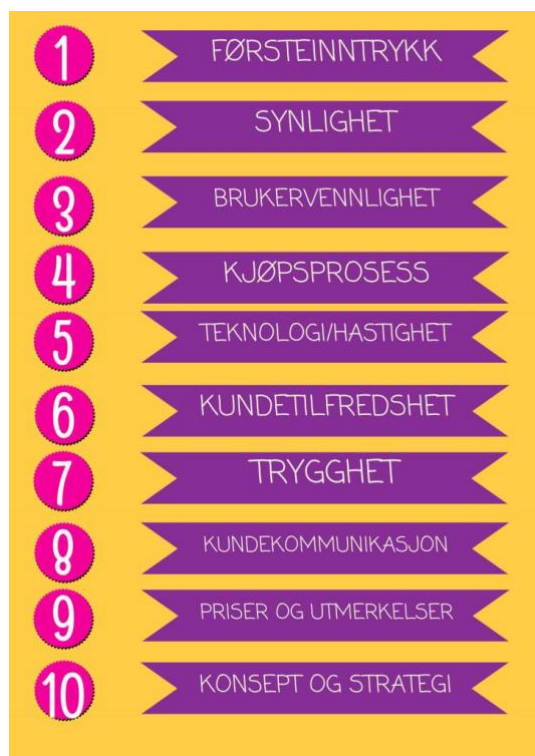 1 FØRSTEINNTRYKK
2 SYNLIGHET
3 BRUKERVENNLIGHET
4 KJØPSPROSESS
5 TEKNOLOGI/HASTIGHET
6 KUNDETILFREDSHET
7 TRYGGHET
8 KUNDEKOMMUNIKASJON
9 PRISER OG UTMERKELSER
10 KONSEPT OG STRATEGI